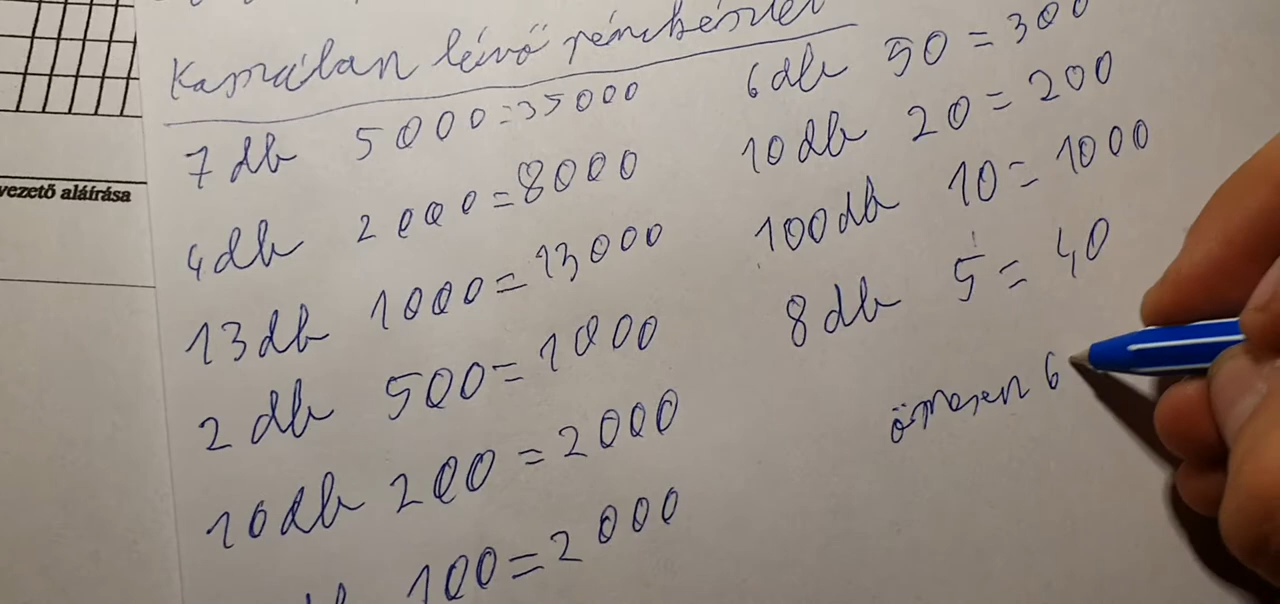 vezető aláírása
Kasszában lévő pénzkészlet
7 db 5000=35000
4 db 2000=8000
13 db 1000=13000
2 db 500=1000
10 db 200=2000
db 100=2000
6 db 50=300
10 db 20=200
100 db 10=1000
8 db 5=40
összesen 6